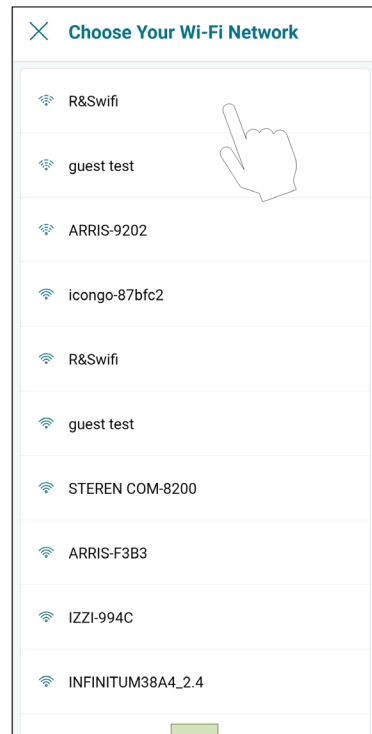 Choose Your Wi-Fi Network
R&Swifi
guest test
ARRIS-9202
icongo-87bfc2
R&Swifi
guest test
STEREN COM-8200
ARRIS-F3B3
IZZI-994C
INFINITUM38A4_2.4